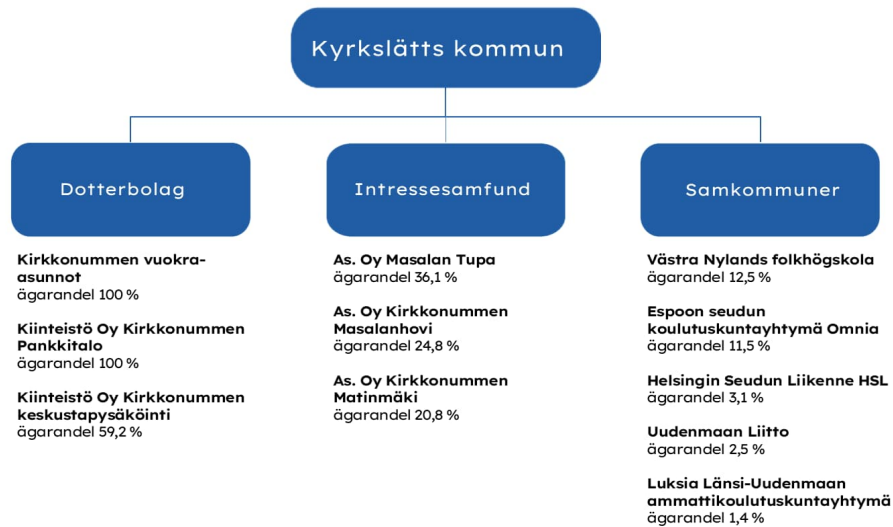 Kyrkslätts kommun
Dotterbolag
Kirkkonummen vuokra-
asunnot
ägarandel 100 %
Kiinteistö Oy Kirkkonummen
Pankkitalo
ägarandel 100 %
Kiinteistö Oy Kirkkonummen
keskustapysäköinti
ägarandel 59,2 %
Intressesamfund
As. Oy Masalan Tupa
ägarandel 36,1 %
As. Oy Kirkkonummen
Masalanhovi
ägarandel 24,8 %
As. Oy Kirkkonummen
Matinmäki
ägarandel 20,8 %
Samkommuner
Västra Nylands folkhögskola
ägarandel 12,5 %
Espoon seudun
koulutuskuntayhtymä Omnia
ägarandel 11,5 %
Helsingin Seudun Liikenne HSL
ägarandel 3,1 %
Uudenmaan Liitto
ägarandel 2,5 %
Luksia Länsi-Uudenmaan
ammattikoulutuskuntayhtymä
ägarandel 1,4 %